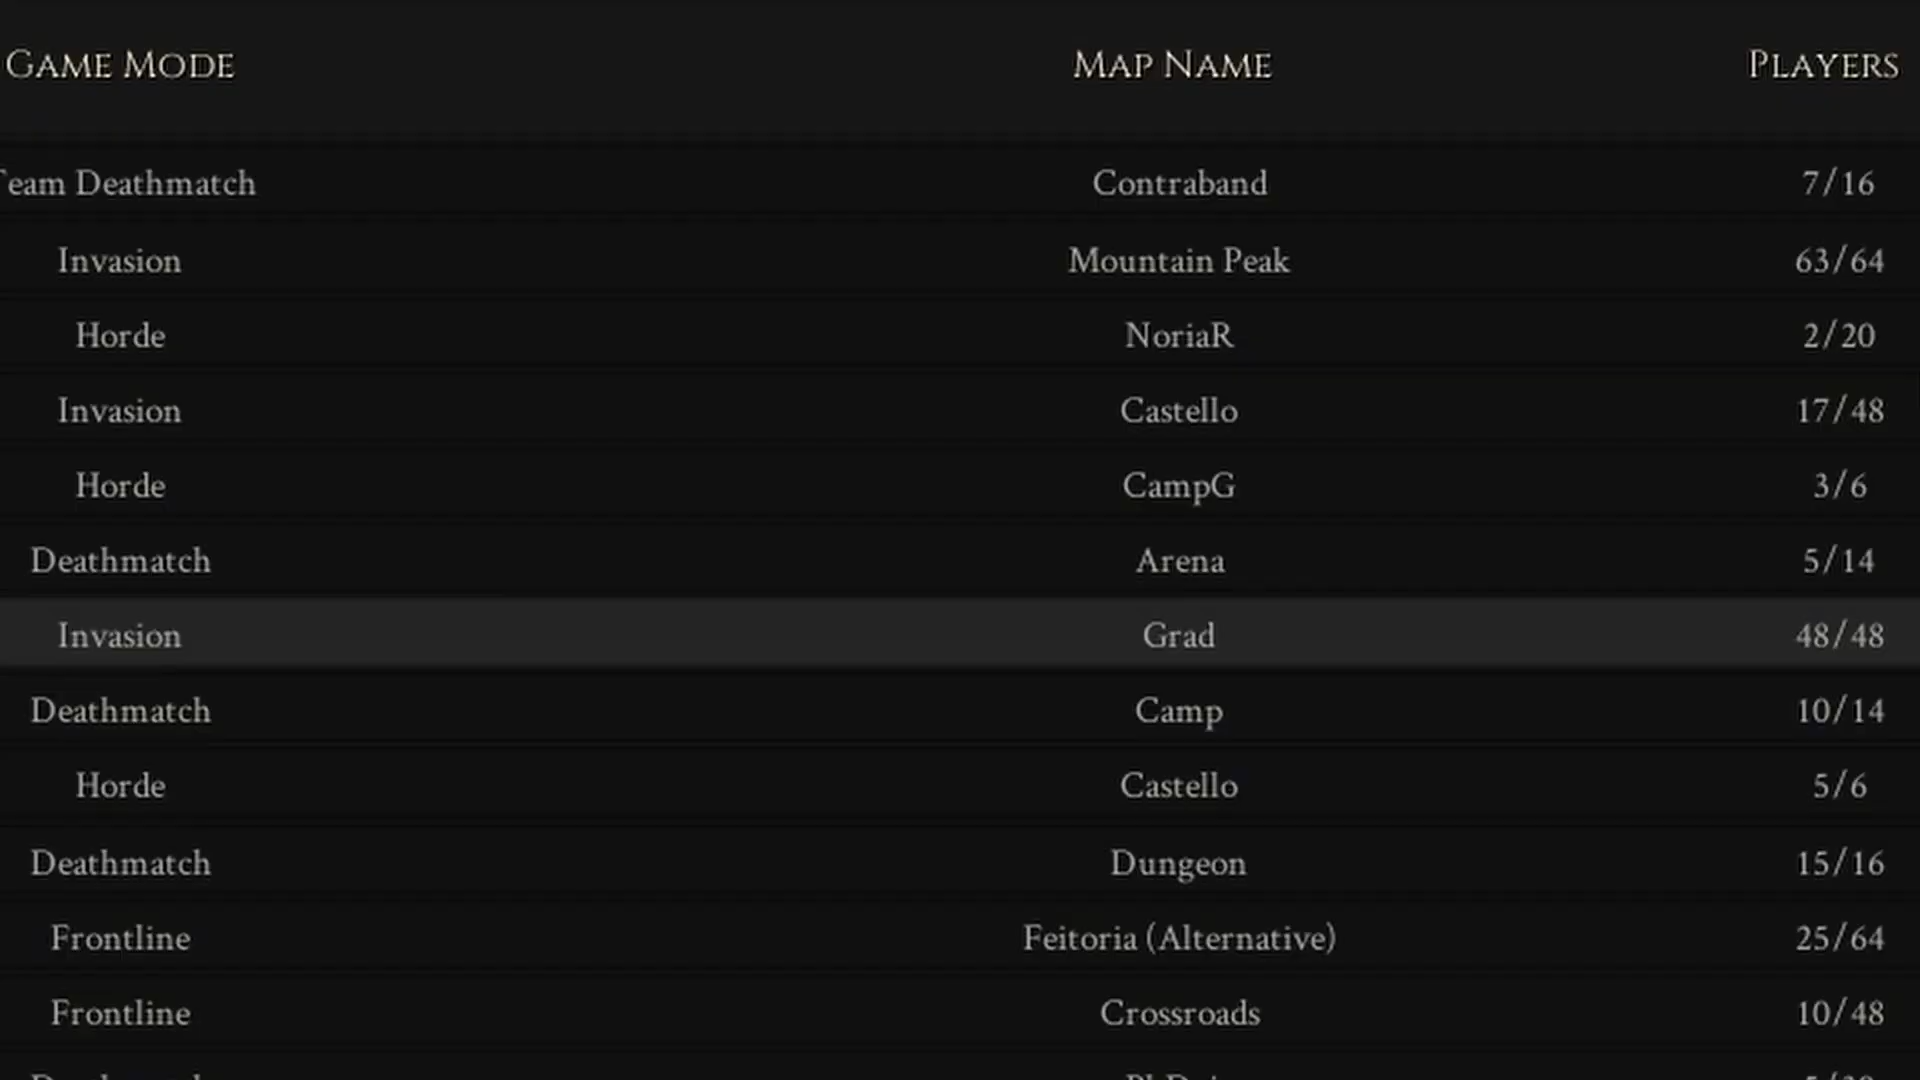 Game Mode Map Name Players
Team Deathmatch Contraband 7/16
Invasion Mountain Peak 63/64
Horde NoriaR 2/20
Invasion Castello 17/48
Horde CampG 3/6
Deathmatch Arena 5/14
Invasion Grad 48/48
Deathmatch Camp 10/14
Horde Castello 5/6
Deathmatch Dungeon 15/16
Frontline Feitoria (Alternative) 25/64
Frontline Crossroads 10/48